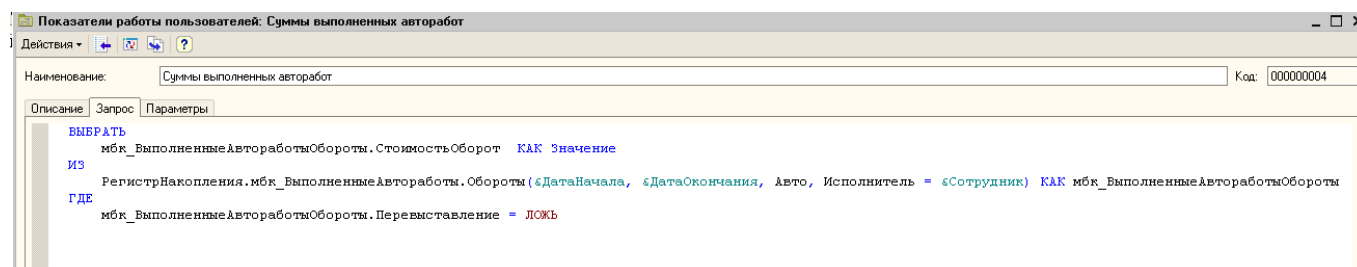 Показатели работы пользователей: Суммы выполненных авторабот
Действия
Наименование: Суммы выполненных авторабот Код: 000000004
Описание Запрос Параметры
ВЫБРАТЬ
мбк_ВыполненныеАвтоработыОбороты.СтоимостьОборот КАК Значение
ИЗ
РегистрНакопления.мбк_ВыполненныеАвтоработы.Обороты(&ДатаНачала, &ДатаОкончания, Авто, Исполнитель = &Сотрудник) КАК мбк_ВыполненныеАвтоработыОбороты
ГДЕ
мбк_ВыполненныеАвтоработыОбороты.Перевыставление = ЛОЖЬ